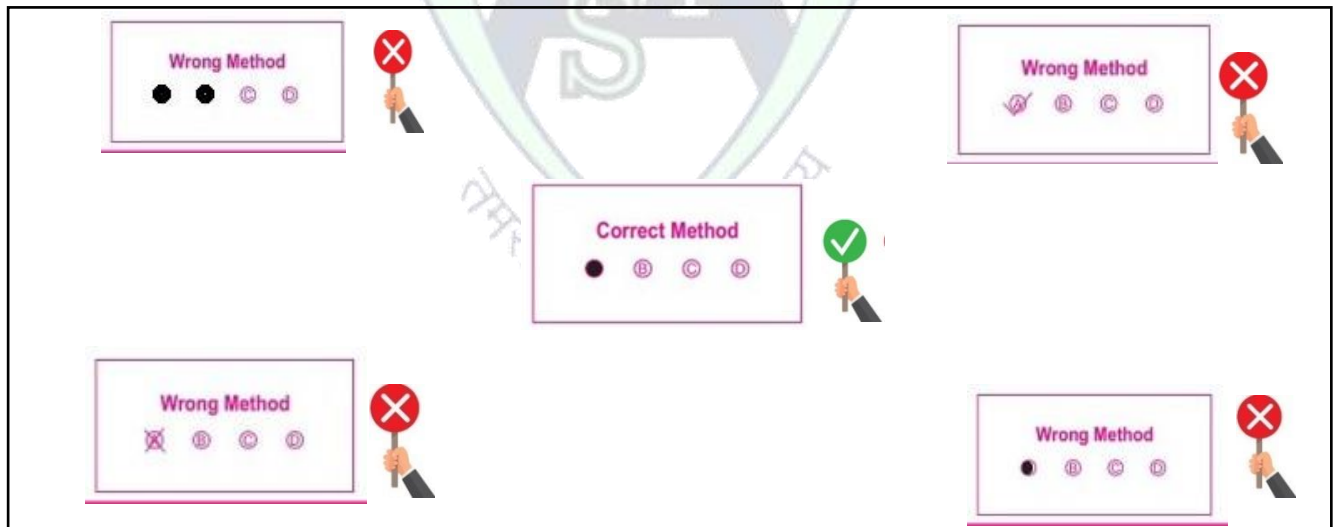 Wrong Method
Ⓒ Ⓓ
Wrong Method
Ⓐ Ⓑ Ⓒ Ⓓ
Correct Method
Ⓑ Ⓒ Ⓓ
Wrong Method
Ⓐ Ⓑ Ⓒ Ⓓ
Wrong Method
Ⓑ Ⓒ Ⓓ